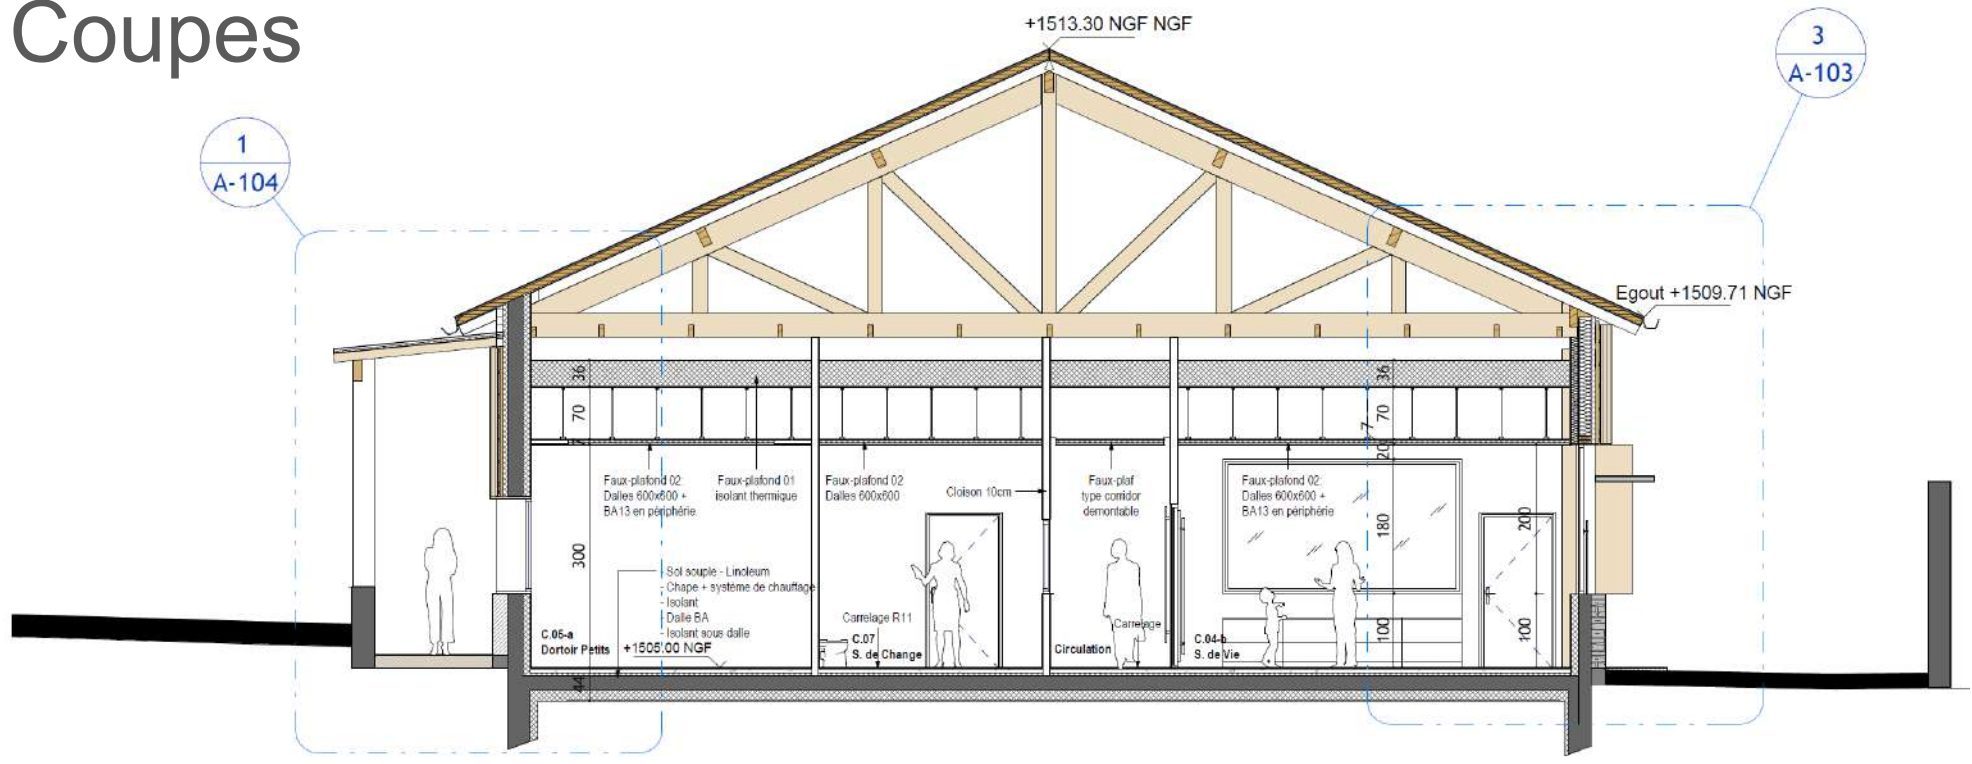 Coupes
+1513.30 NGF NGF
3
A-103
1
A-104
Egout +1509.71 NGF
36
70
7
36
70
7
20
Faux-plafond 02
Dalles 600x600 +
BA13 en périphérie
Faux-plafond 01
isolant thermique
Faux-plafond 02
Dalles 600x600
Cloison 10cm
Faux-plaf
type corridor
demontable
Faux-plafond 02
Dalles 600x600 +
BA13 en périphérie
300
180
200
- Sol souple - Linoleum
- Chape + système de chauffage
- Isolant
- Dalle BA
- Isolant sous dalle
C.05-a
Dortoir Petits
+1505.00 NGF
Carrelage R11
C.07
S. de Change
Circulation
Carrelage
C.04-b
S. de Vie
100
100
44